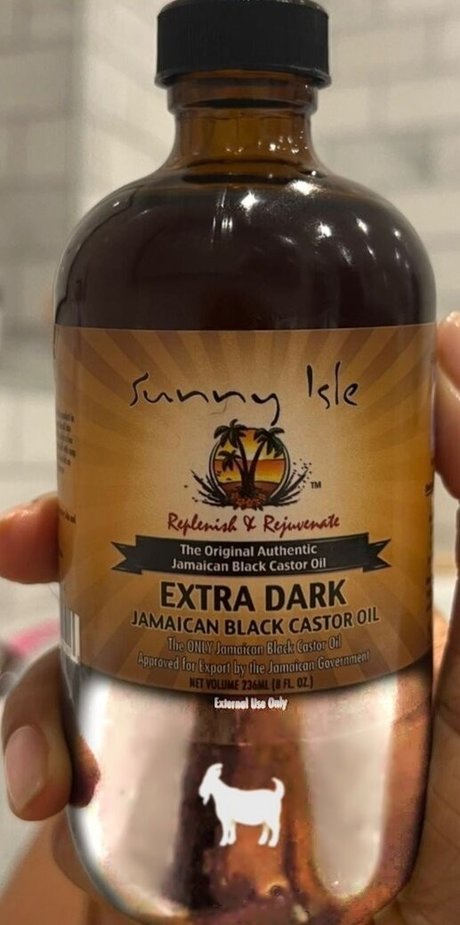 Sunny Isle
TM
Replenish & Rejuvenate
The Original Authentic
Jamaican Black Castor Oil
EXTRA DARK
JAMAICAN BLACK CASTOR OIL
The ONLY Jamaican Black Castor Oil
Approved for Export by the Jamaican Government
NET VOLUME 236ML (8 FL. OZ.)
External Use Only